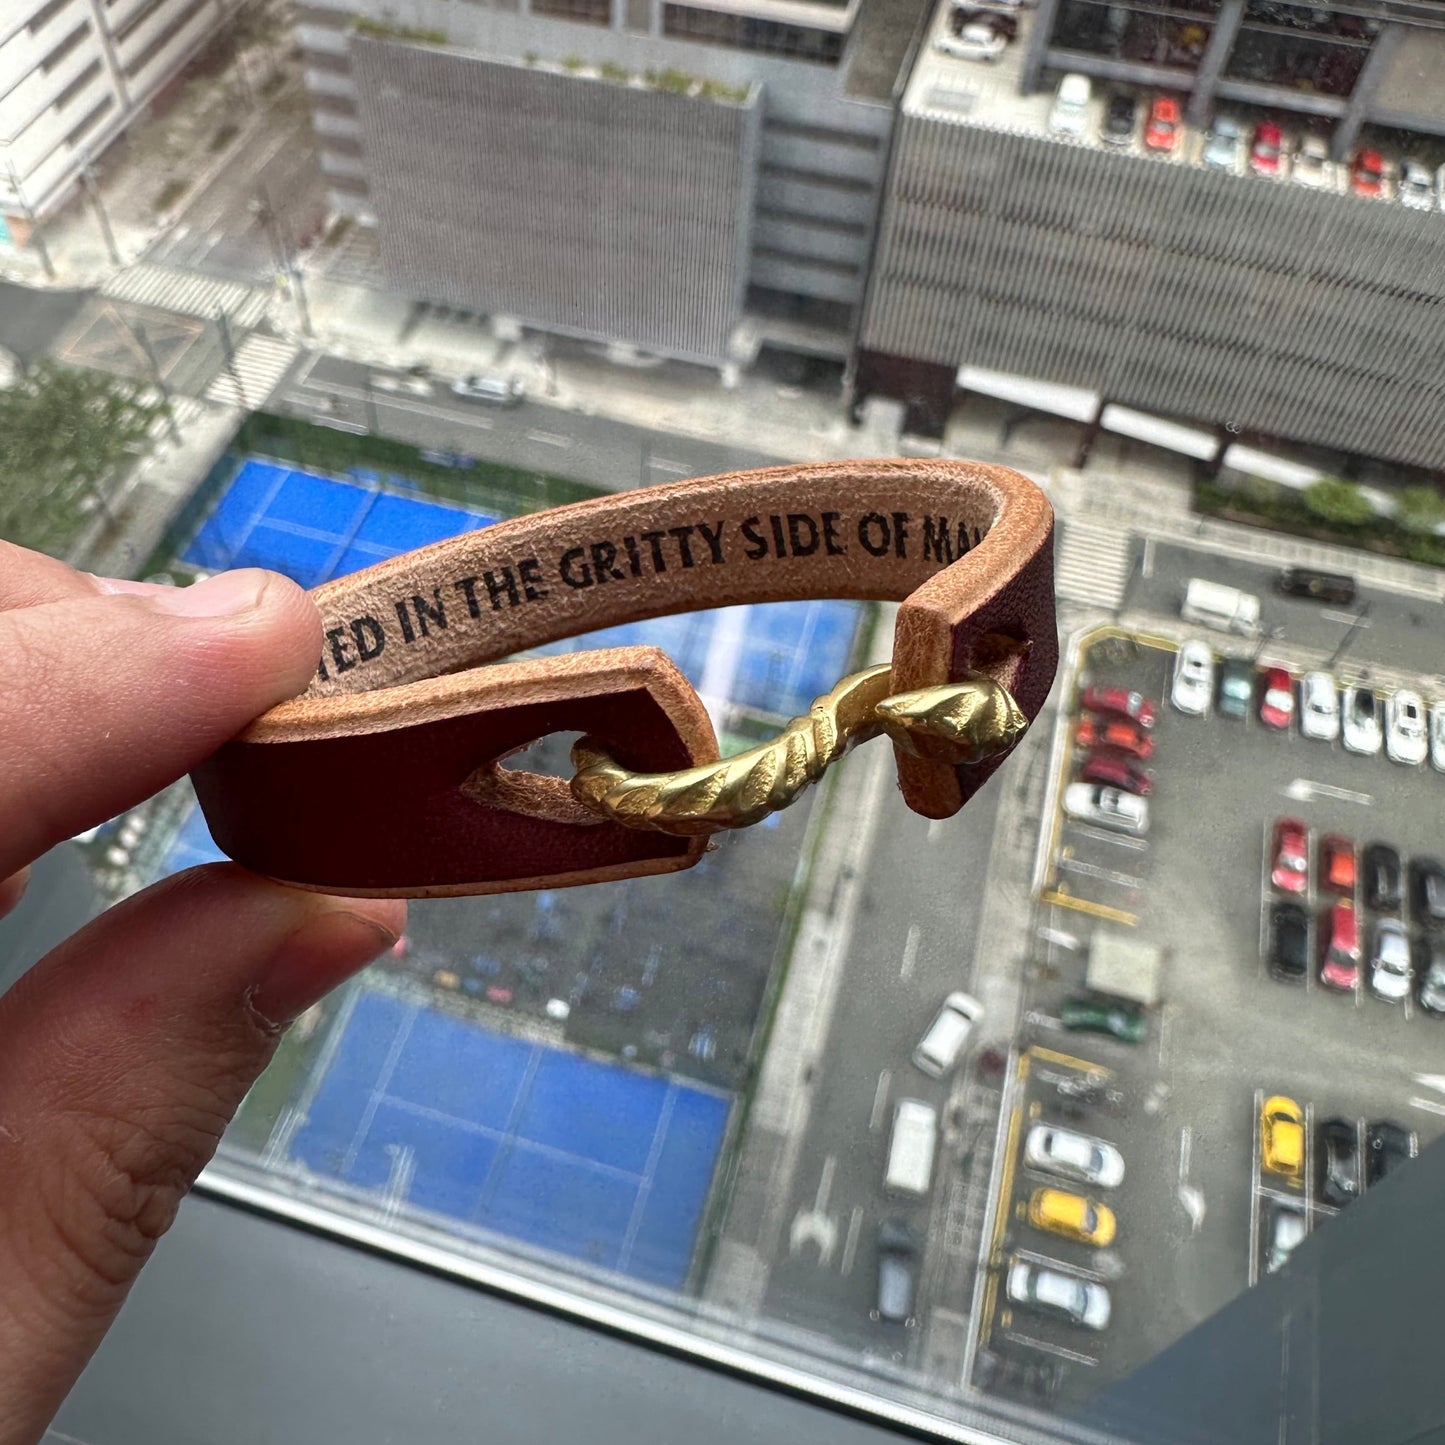 IN THE GRITTY SIDE OF